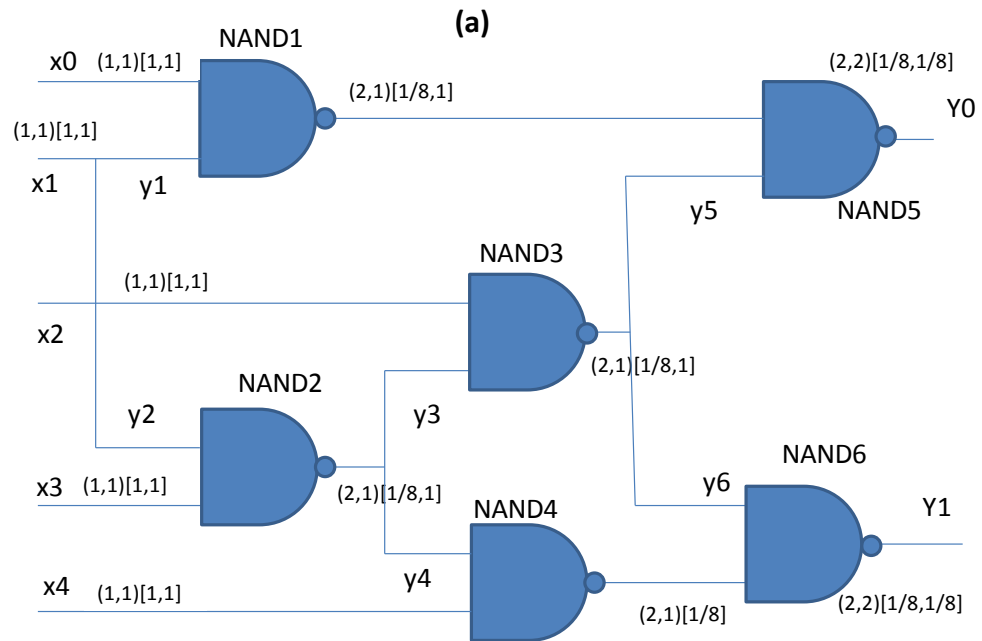 (a)
NAND1
x0
(1,1)[1,1]
(2,1)[1/8,1]
(2,2)[1/8,1/8]
Y0
(1,1)[1,1]
x1
y1
y5
NAND5
NAND3
(1,1)[1,1]
x2
(2,1)[1/8,1]
NAND2
y2
y3
NAND6
x3
(1,1)[1,1]
(2,1)[1/8,1]
y6
NAND4
Y1
x4
(1,1)[1,1]
y4
(2,1)[1/8]
(2,2)[1/8,1/8]